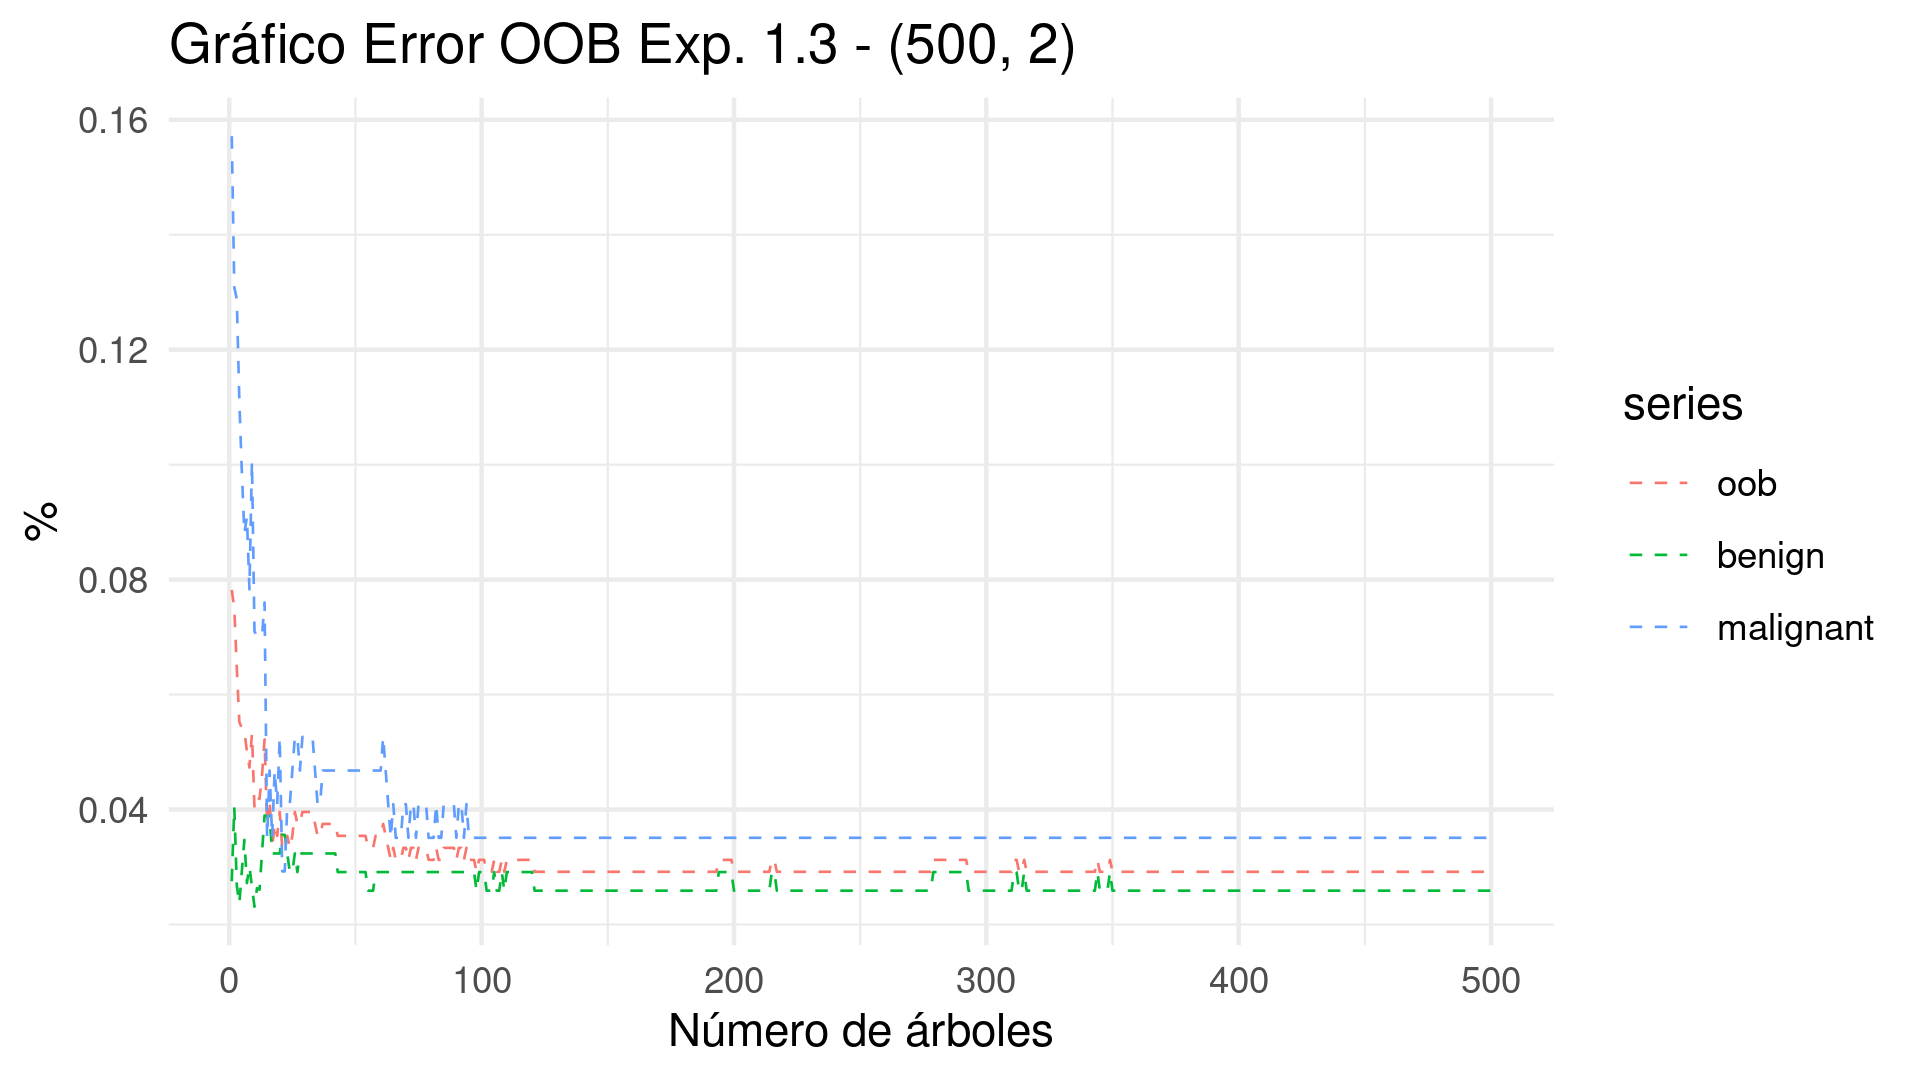 Gráfico Error OOB Exp. 1.3 - (500, 2)
0.16
0.12
0.08
0.04
%
0 100 200 300 400 500
Número de árboles
series
oob
benign
malignant